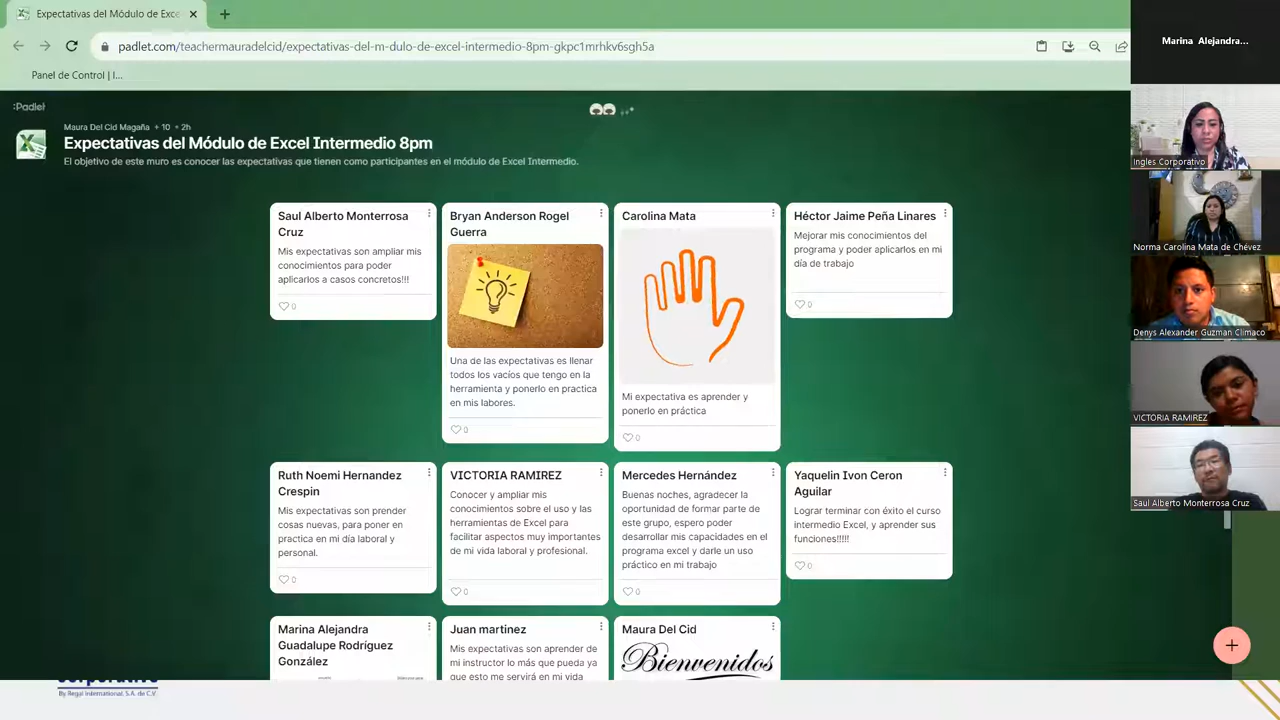 Expectativas del Módulo de Exce
padlet.com/teachermauradelcid/expectativas-del-m-dulo-de-excel-intermedio-8pm-gkpc1mrhkv6sgh5a
Panel de Control | I...
:Padlet
Maura Del Cid Magaña + 10 • 2h
Expectativas del Módulo de Excel Intermedio 8pm
El objetivo de este muro es conocer las expectativas que tienen como participantes en el módulo de Excel Intermedio.
Saul Alberto Monterrosa
Cruz
Mis expectativas son ampliar mis
conocimientos para poder
aplicarlos a casos concretos!!!
0
Bryan Anderson Rogel
Guerra
Una de las expectativas es llenar
todos los vacíos que tengo en la
herramienta y ponerlo en practica
en mis labores.
0
Carolina Mata
Mi expectativa es aprender y
ponerlo en práctica
0
Héctor Jaime Peña Linares
Mejorar mis conocimientos del
programa y poder aplicarlos en mi
día de trabajo
0
Ruth Noemi Hernandez
Crespin
Mis expectativas son prender
cosas nuevas, para poner en
practica en mi día laboral y
personal.
0
VICTORIA RAMIREZ
Conocer y ampliar mis
conocimientos sobre el uso y las
herramientas de Excel para
facilitar aspectos muy importantes
de mi vida laboral y profesional.
0
Mercedes Hernández
Buenas noches, agradecer la
oportunidad de formar parte de
este grupo, espero poder
desarrollar mis capacidades en el
programa excel y darle un uso
práctico en mi trabajo
0
Yaquelin Ivon Ceron
Aguilar
Lograr terminar con éxito el curso
intermedio Excel, y aprender sus
funciones!!!!!
0
Marina Alejandra
Guadalupe Rodríguez
González
Juan martinez
Mis expectativas son aprender de
mi instructor lo más que pueda ya
que esto me servirá en mi vida
Maura Del Cid
Bienvenidos
Marina Alejandra...
Ingles Corporativo
Norma Carolina Mata de Chévez
Denys Alexander Guzman Climaco
VICTORIA RAMIREZ
Saul Alberto Monterrosa Cruz
corporativo
By Regal International, S.A. de C.V.